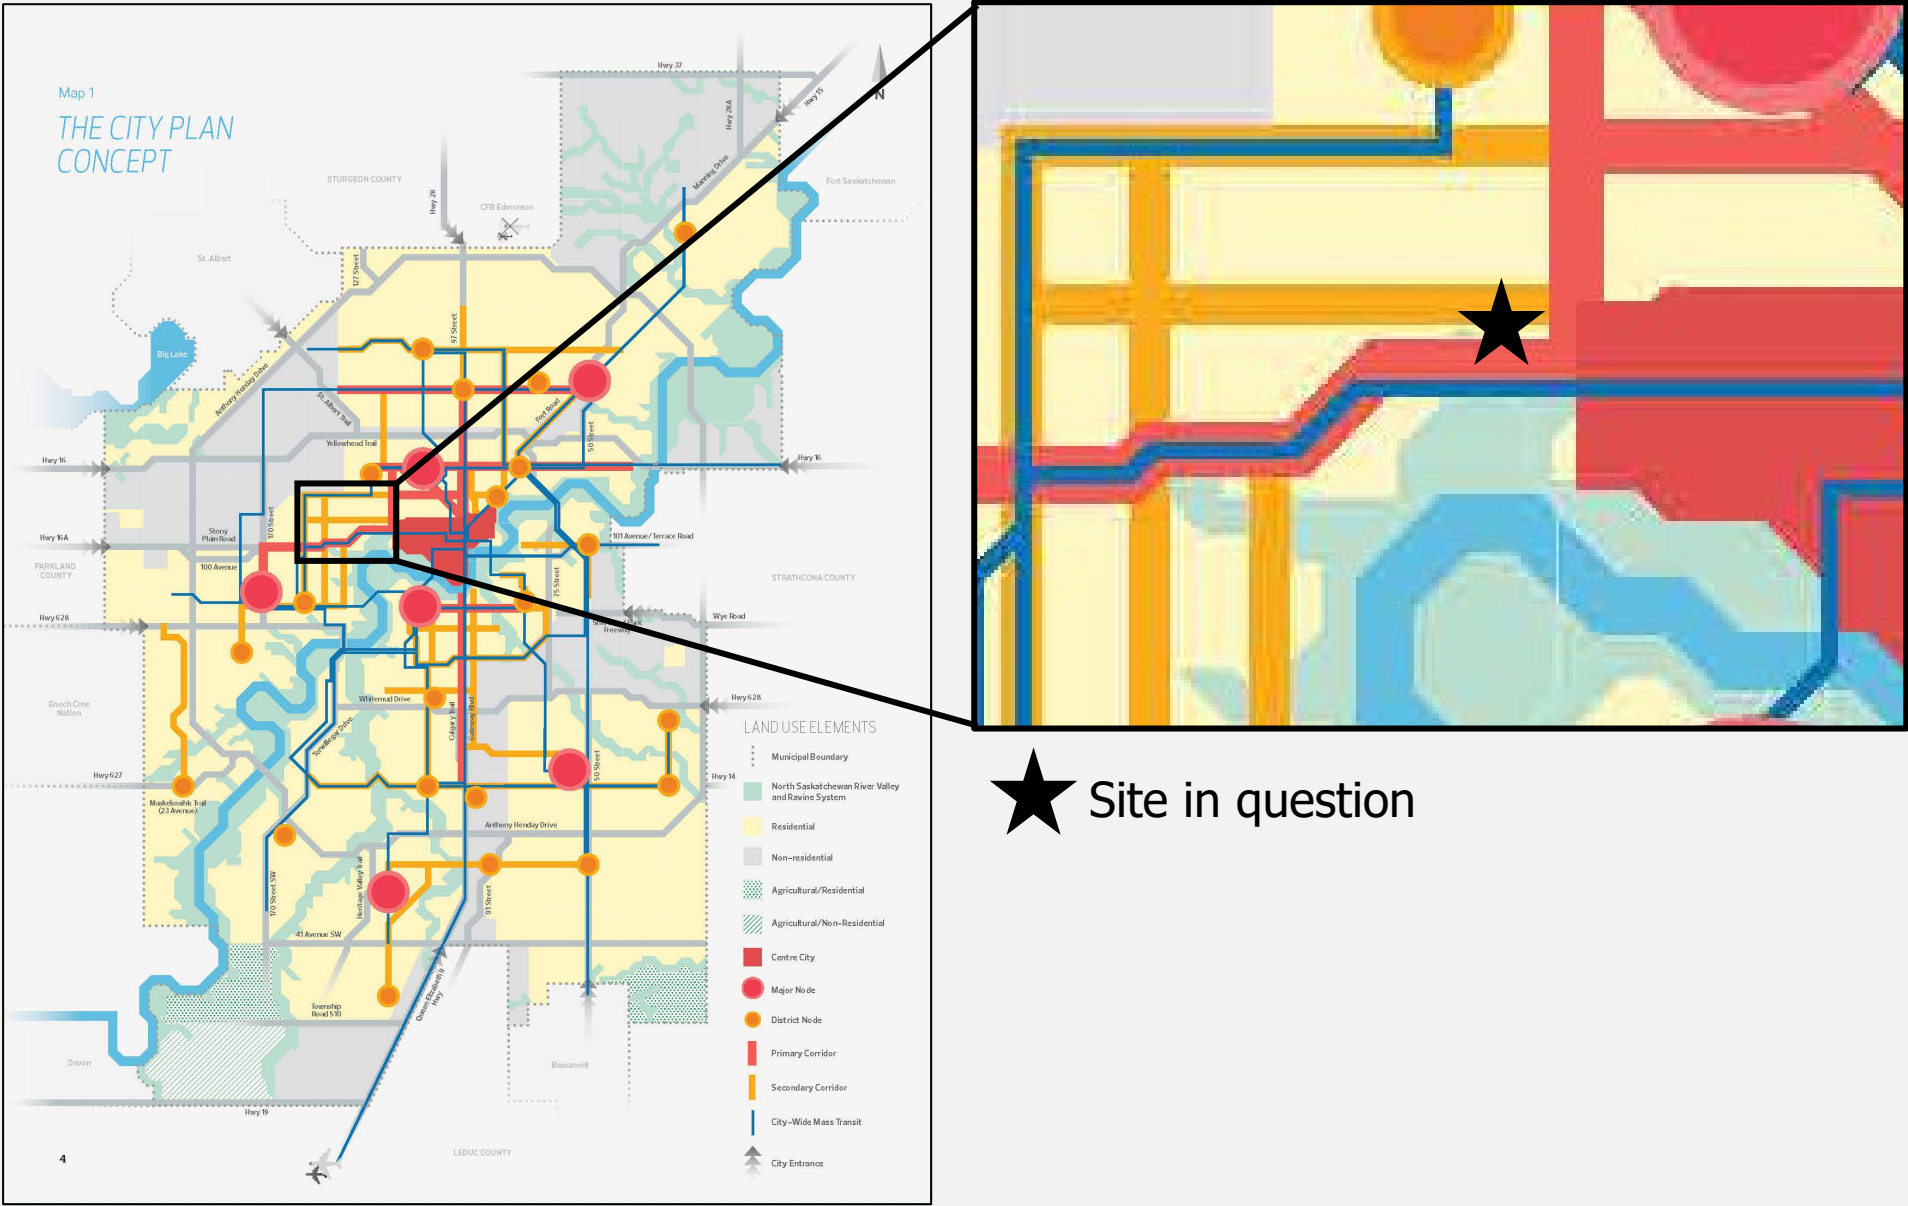 Map 1
THE CITY PLAN
CONCEPT
Hwy 37
Hwy 15
N
Hwy 28A
Manning Drive
STURGEON COUNTY
Hwy 28
CFB Edmonton
Fort Saskatchewan
St. Albert
127 Street
97 Street
Big Lake
Anthony Henday Drive
St. Albert Trail
Fort Road
50 Street
Yellowhead Trail
Hwy 16
Hwy 16
170 Street
Stony
Plain Road
Hwy 16A
101 Avenue/Terrace Road
PARKLAND
COUNTY
100 Avenue
75 Street
STRATHCONA COUNTY
Hwy 628
Wye Road
Sherwood Park
Freeway
Enoch Cree
Nation
Whitemud Drive
Hwy 628
Calgary Trail
Gateway Blvd
Terwillegar Drive
50 Street
Hwy 627
Hwy 14
Maskekosihk Trail
(23 Avenue)
Anthony Henday Drive
170 Street SW
Heritage Valley Trail
91 Street
41 Avenue SW
Queen Elizabeth II
Hwy
Township
Road 510
Devon
Beaumont
Hwy 19
LEDUC COUNTY
4
LAND USE ELEMENTS
Municipal Boundary
North Saskatchewan River Valley
and Ravine System
Residential
Non-residential
Agricultural/Residential
Agricultural/Non-Residential
Centre City
Major Node
District Node
Primary Corridor
Secondary Corridor
City-Wide Mass Transit
City Entrance
Site in question